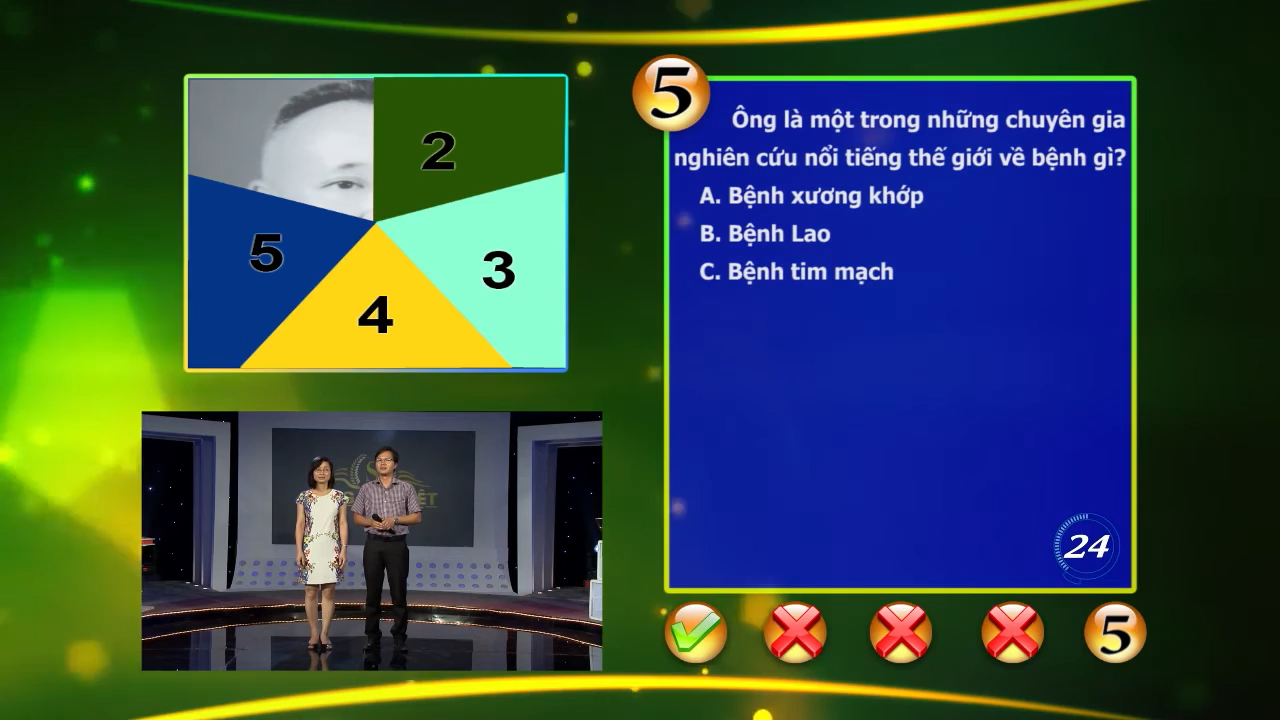 2
3
4
5
5
Ông là một trong những chuyên gia
nghiên cứu nổi tiếng thế giới về bệnh gì?
A. Bệnh xương khớp
B. Bệnh Lao
C. Bệnh tim mạch
24
5